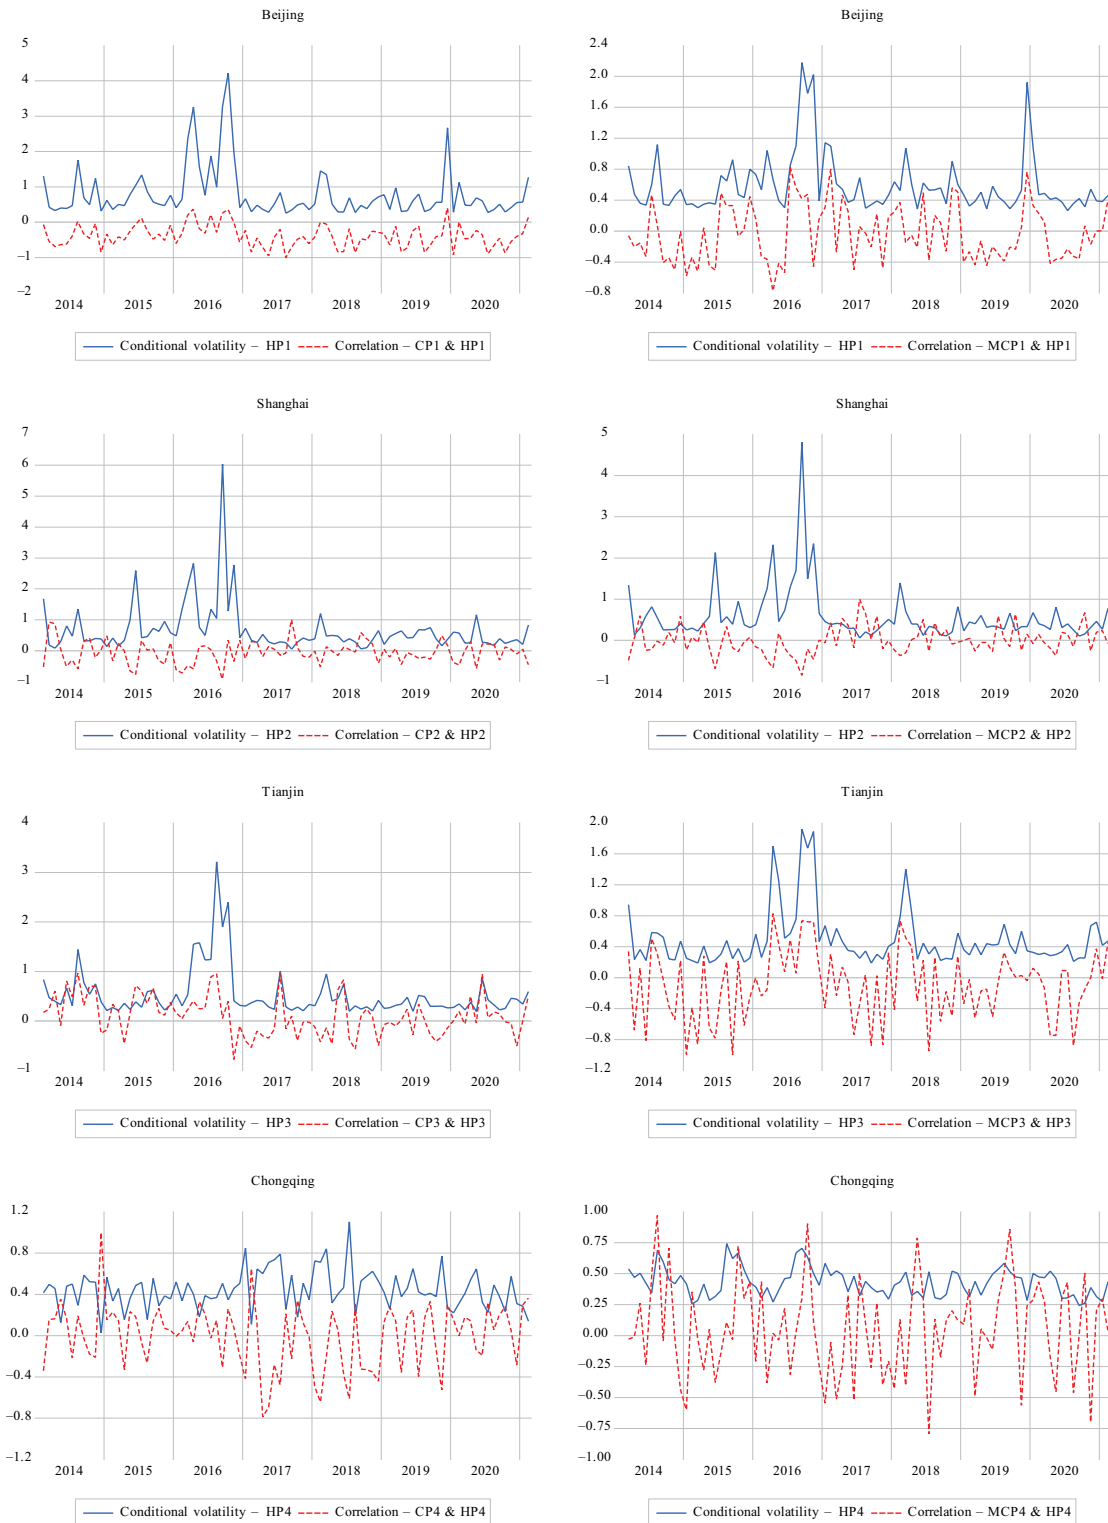 Beijing
5
4
3
2
1
0
−1
−2
2014 2015 2016 2017 2018 2019 2020
Conditional volatility – HP1 Correlation – CP1 & HP1
Beijing
2.4
2.0
1.6
1.2
0.8
0.4
0.0
−0.4
−0.8
2014 2015 2016 2017 2018 2019 2020
Conditional volatility – HP1 Correlation – MCP1 & HP1
Shanghai
7
6
5
4
3
2
1
0
−1
2014 2015 2016 2017 2018 2019 2020
Conditional volatility – HP2 Correlation – CP2 & HP2
Shanghai
5
4
3
2
1
0
−1
2014 2015 2016 2017 2018 2019 2020
Conditional volatility – HP2 Correlation – MCP2 & HP2
Tianjin
4
3
2
1
0
−1
2014 2015 2016 2017 2018 2019 2020
Conditional volatility – HP3 Correlation – CP3 & HP3
Tianjin
2.0
1.6
1.2
0.8
0.4
0.0
−0.4
−0.8
−1.2
2014 2015 2016 2017 2018 2019 2020
Conditional volatility – HP3 Correlation – MCP3 & HP3
Chongqing
1.2
0.8
0.4
0.0
−0.4
−0.8
−1.2
2014 2015 2016 2017 2018 2019 2020
Conditional volatility – HP4 Correlation – CP4 & HP4
Chongqing
1.00
0.75
0.50
0.25
0.00
−0.25
−0.50
−0.75
−1.00
2014 2015 2016 2017 2018 2019 2020
Conditional volatility – HP4 Correlation – MCP4 & HP4